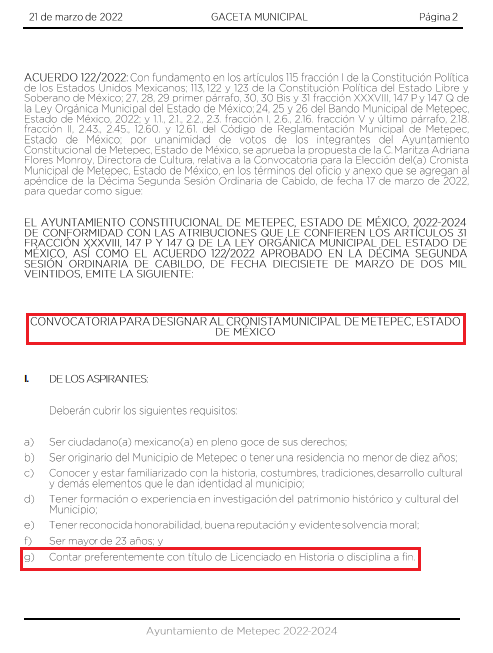 21 de marzo de 2022 GACETA MUNICIPAL Página 2
ACUERDO 122/2022: Con fundamento en los artículos 115 fracción I de la Constitución Política
de los Estados Unidos Mexicanos; 113, 122 y 123 de la Constitución Política del Estado Libre y
Soberano de México; 27, 28, 29 primer párrafo, 30, 30 Bis y 31 fracción XXXVIII, 147 P y 147 Q de
la Ley Orgánica Municipal del Estado de México; 24, 26 y 28 del Bando Municipal de Metepec,
Estado de México, 2022; y 1.1., 2.1., 2.2., 2.3. fracción I, 2.6., 2.16. fracción V y último párrafo, 2.18.
fracción II, 2.43., 2.45., 12.60. y 12.61. del Código de Reglamentación Municipal de Metepec,
Estado de México; por unanimidad de votos de los integrantes del Ayuntamiento
Constitucional de Metepec, Estado de México, se aprueba la propuesta de la C. Maritza Adriana
Flores Monroy, Directora de Cultura, relativa a la Convocatoria para la Elección del(a) Cronista
Municipal de Metepec, Estado de México, en los términos del oficio y anexo que se agregan al
apéndice de la Décima Segunda Sesión Ordinaria de Cabildo, de fecha 17 de marzo de 2022,
para quedar como sigue:
EL AYUNTAMIENTO CONSTITUCIONAL DE METEPEC, ESTADO DE MÉXICO, 2022-2024
DE CONFORMIDAD CON LAS ATRIBUCIONES QUE LE CONFIEREN LOS ARTÍCULOS 31
FRACCIÓN XXXVIII, 147 P Y 147 Q DE LA LEY ORGÁNICA MUNICIPAL DEL ESTADO DE
MÉXICO, ASÍ COMO EL ACUERDO 122/2022 APROBADO EN LA DÉCIMA SEGUNDA
SESIÓN ORDINARIA DE CABILDO, DE FECHA DIECISIETE DE MARZO DE DOS MIL
VEINTIDOS, EMITE LA SIGUIENTE:
CONVOCATORIA PARA DESIGNAR AL CRONISTA MUNICIPAL DE METEPEC, ESTADO
DE MÉXICO
I. DE LOS ASPIRANTES:
Deberán cubrir los siguientes requisitos:
a) Ser ciudadano(a) mexicano(a) en pleno goce de sus derechos;
b) Ser originario del Municipio de Metepec o tener una residencia no menor de diez años;
c) Conocer y estar familiarizado con la historia, costumbres, tradiciones, desarrollo cultural
y demás elementos que le dan identidad al municipio;
d) Tener formación o experiencia en investigación del patrimonio histórico y cultural del
Municipio;
e) Tener reconocida honorabilidad, buena reputación y evidente solvencia moral;
f) Ser mayor de 23 años; y
g) Contar preferentemente con título de Licenciado en Historia o disciplina a fin.
Ayuntamiento de Metepec 2022-2024